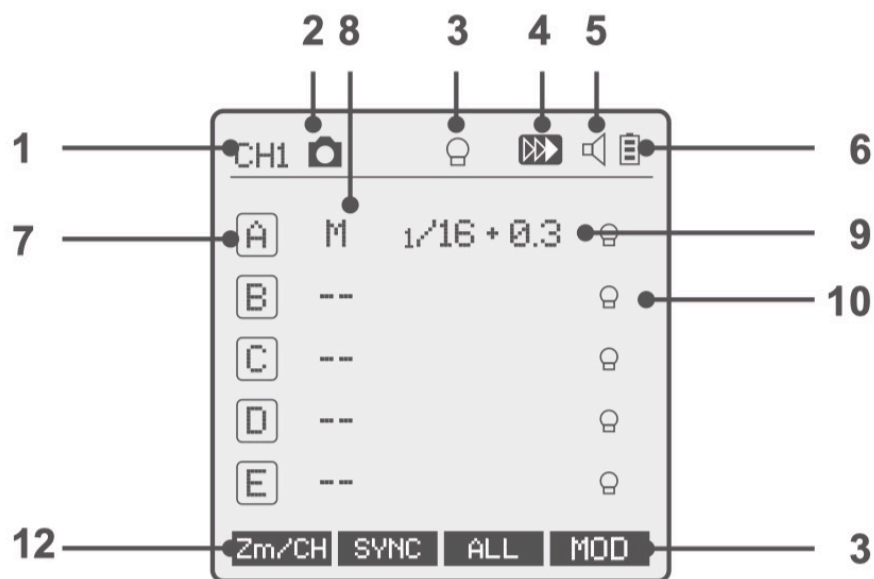 2 8 3 4 5
1 CH1 6
7 A M 1/16+0.3 9
B -- 10
C --
D --
E --
12 Zm/CH SYNC ALL MOD 3